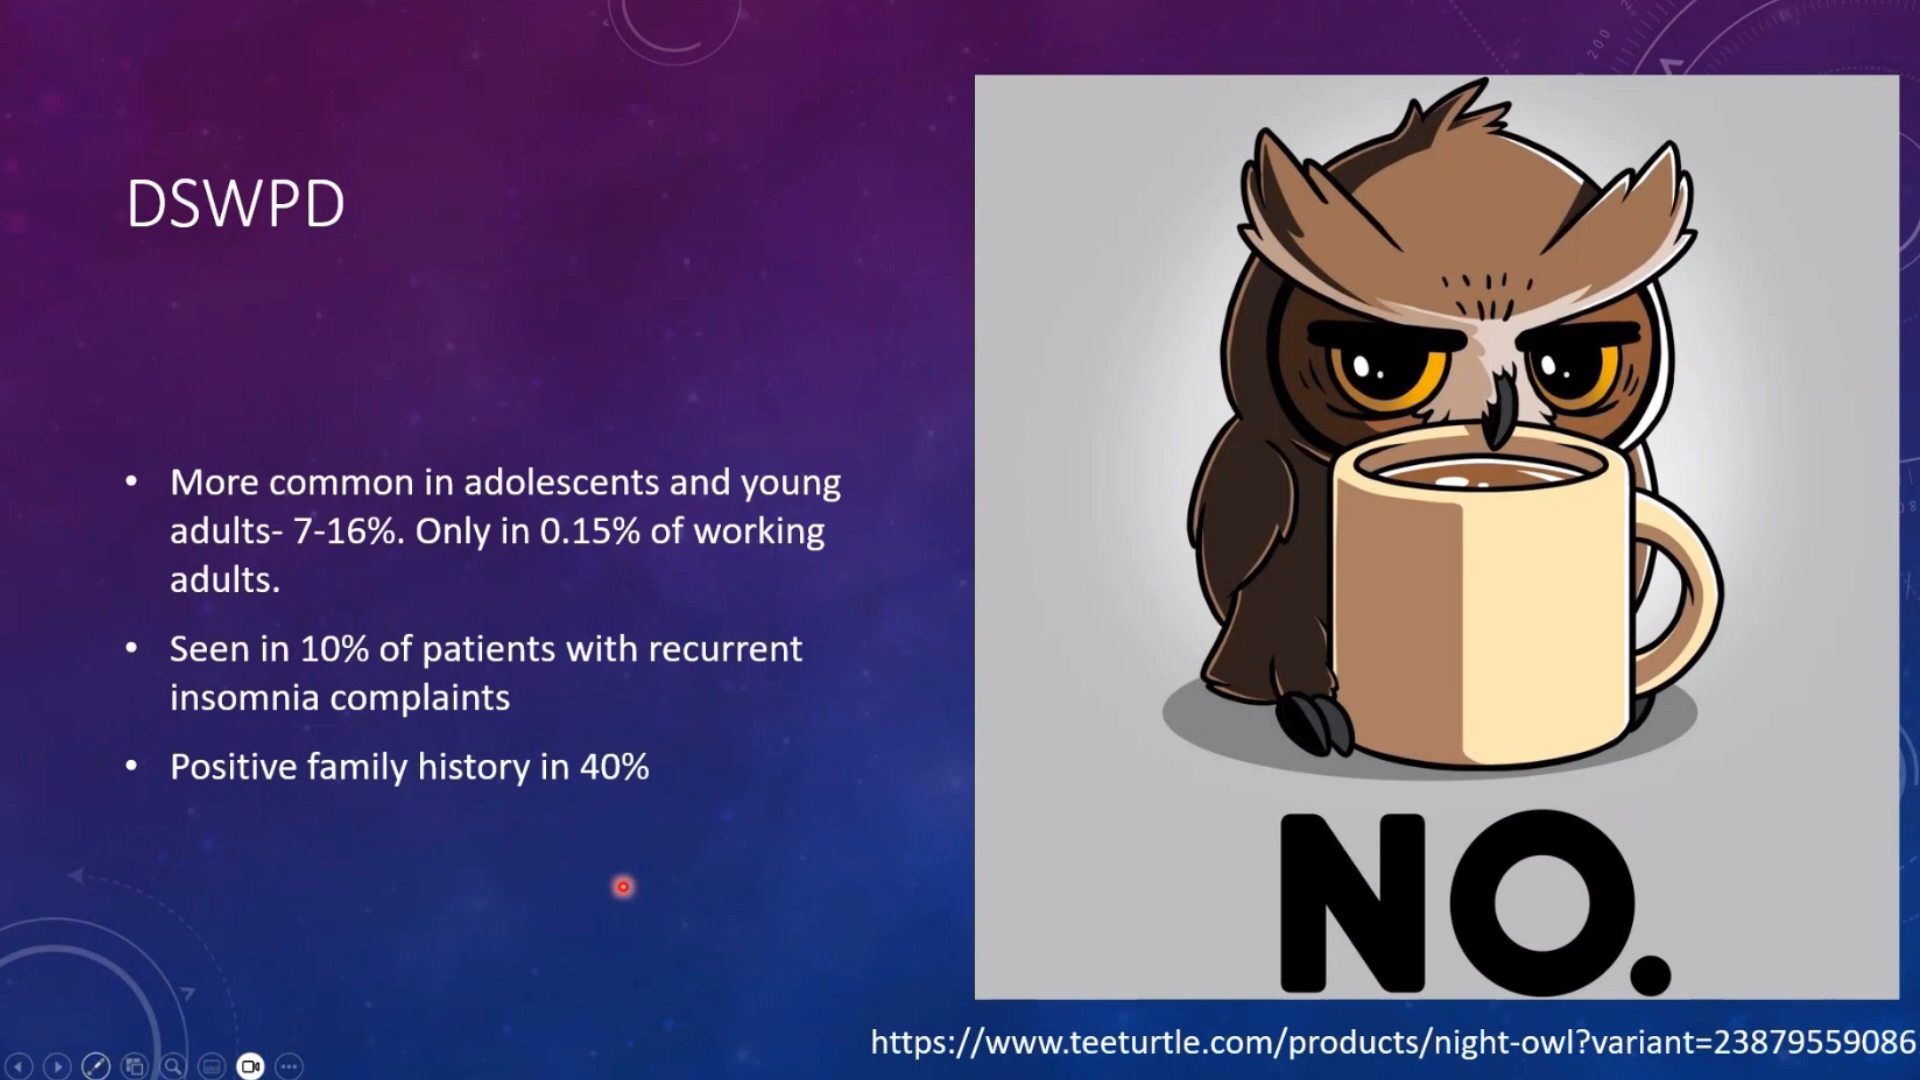 DSWPD
• More common in adolescents and young
adults- 7-16%. Only in 0.15% of working
adults.
• Seen in 10% of patients with recurrent
insomnia complaints
• Positive family history in 40%
NO.
https://www.teeturtle.com/products/night-owl?variant=23879559086
200